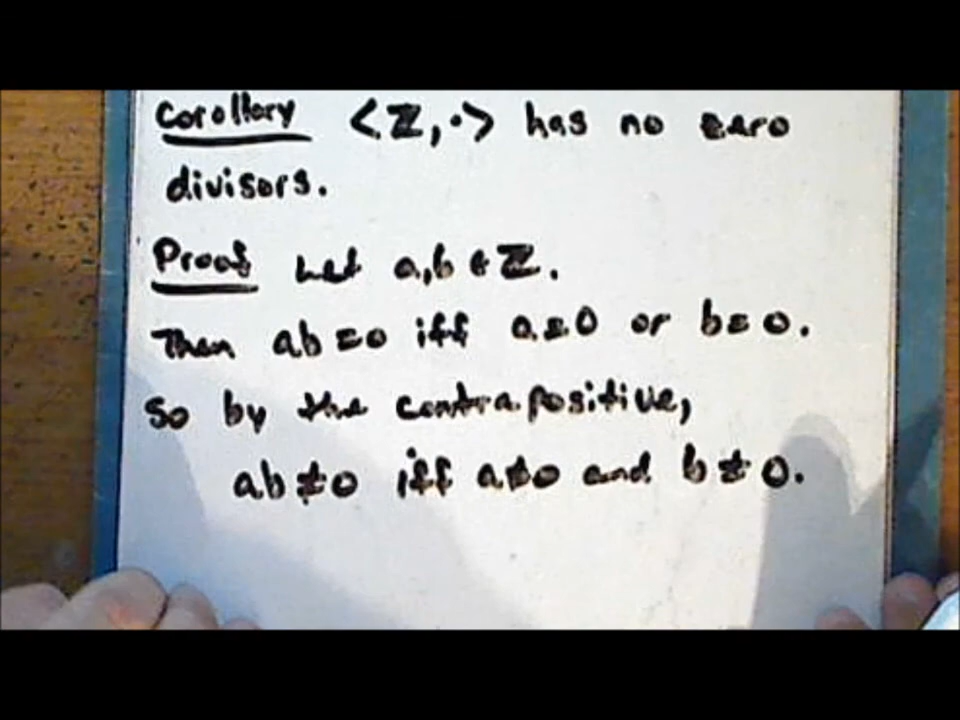 Corollary <ℤ,·> has no zero
divisors.
Proof Let a,b ∈ ℤ.
Then ab=0 iff a=0 or b=0.
So by the contrapositive,
ab≠0 iff a≠0 and b≠0.